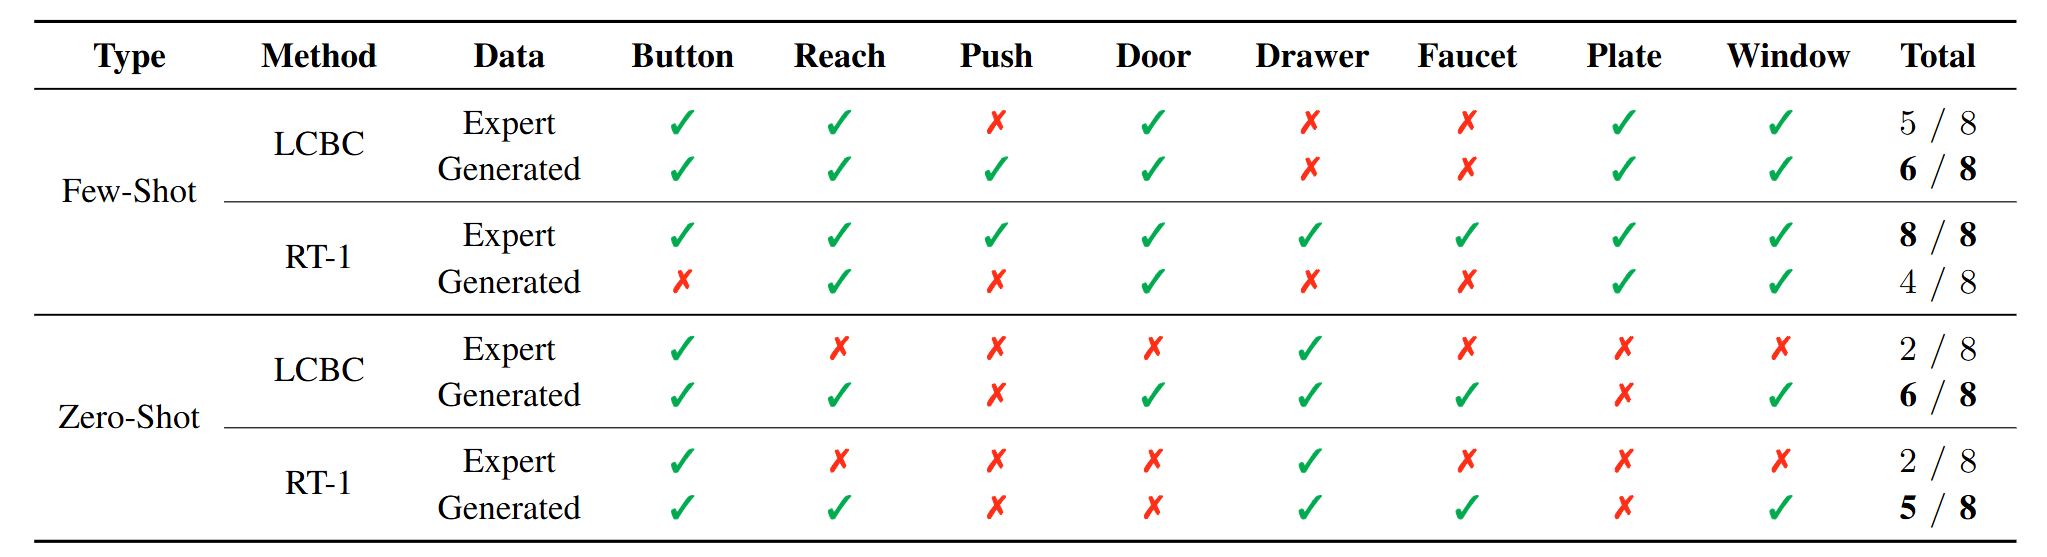 Type Method Data Button Reach Push Door Drawer Faucet Plate Window Total
Few-Shot LCBC Expert ✓ ✓ ✗ ✓ ✗ ✗ ✓ ✓ 5 / 8
Generated ✓ ✓ ✓ ✓ ✗ ✗ ✓ ✓ 6 / 8
RT-1 Expert ✓ ✓ ✓ ✓ ✓ ✓ ✓ ✓ 8 / 8
Generated ✗ ✓ ✗ ✓ ✗ ✗ ✓ ✓ 4 / 8
Zero-Shot LCBC Expert ✓ ✗ ✗ ✗ ✓ ✗ ✗ ✗ 2 / 8
Generated ✓ ✓ ✗ ✓ ✓ ✓ ✗ ✓ 6 / 8
RT-1 Expert ✓ ✗ ✗ ✗ ✓ ✗ ✗ ✗ 2 / 8
Generated ✓ ✓ ✗ ✗ ✓ ✓ ✗ ✓ 5 / 8